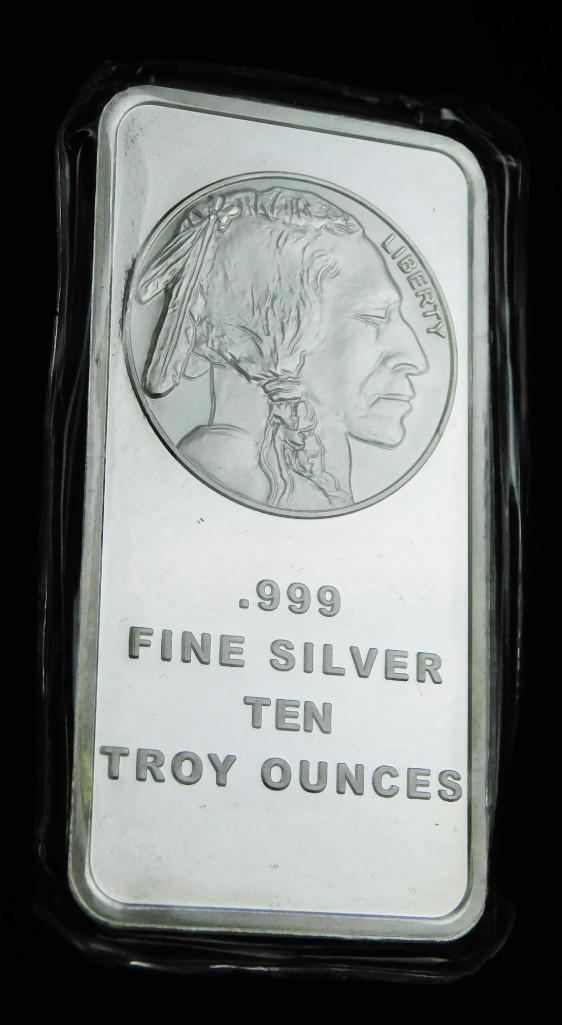 LIBERTY
.999
FINE SILVER
TEN
TROY OUNCES